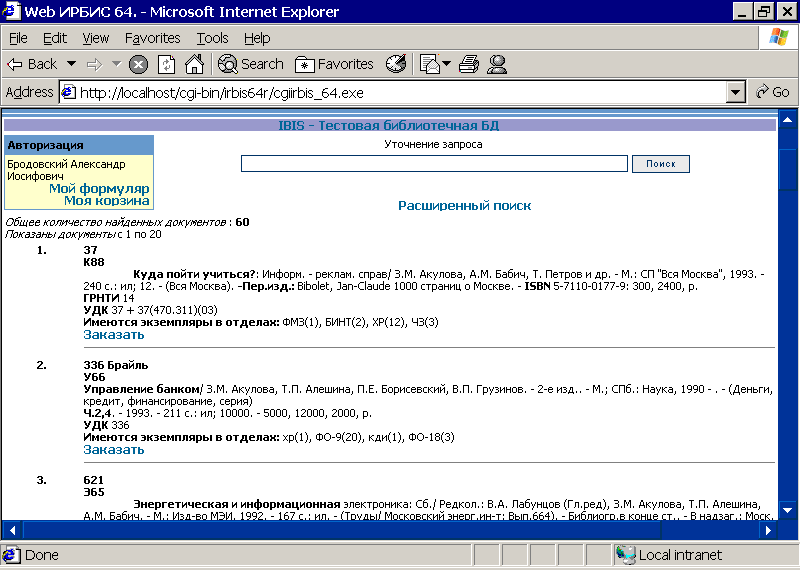 Web ИРБИС 64. - Microsoft Internet Explorer
File Edit View Favorites Tools Help
Back Search Favorites
Address http://localhost/cgi-bin/irbis64r/cgiirbis_64.exe Go
IBIS - Тестовая библиотечная БД
Авторизация
Бродовский Александр
Иосифович
Мой формуляр
Моя корзина
Уточнение запроса
Поиск
Расширенный поиск
Общее количество найденных документов : 60
Показаны документы с 1 по 20
1. 37
К88
Куда пойти учиться?: Информ. - реклам. справ/ З.М. Акулова, А.М. Бабич, Т. Петров и др. - М.: СП "Вся Москва", 1993. -
240 с.: ил; 12. - (Вся Москва). -Пер.изд.: Bibolet, Jan-Claude 1000 страниц о Москве. - ISBN 5-7110-0177-9: 300, 2400, р.
ГРНТИ 14
УДК 37 + 37(470.311)(03)
Имеются экземпляры в отделах: ФМЗ(1), БИНТ(2), ХР(12), ЧЗ(3)
Заказать
2. 336 Брайль
У66
Управление банком/ З.М. Акулова, Т.П. Алешина, П.Е. Борисевский, В.П. Грузинов. - 2-е изд.. - М.; СПб.: Наука, 1990 - . - (Деньги,
кредит, финансирование, серия)
Ч.2,4. - 1993. - 211 с.: ил; 10000. - 5000, 12000, 2000, р.
УДК 336
Имеются экземпляры в отделах: хр(1), ФО-9(20), кди(1), ФО-18(3)
Заказать
3. 621
Э65
Энергетическая и информационная электроника: Сб./ Редкол.: В.А. Лабунцов (Гл.ред), З.М. Акулова, Т.П. Алешина,
А.М. Бабич. - М.: Изд-во МЭИ, 1992. - 167 с.: ил. - (Труды/ Московский энерг.ин-т; Вып.664). - Библиогр.в конце ст.. - В надзаг.: Моск.
Done Local intranet